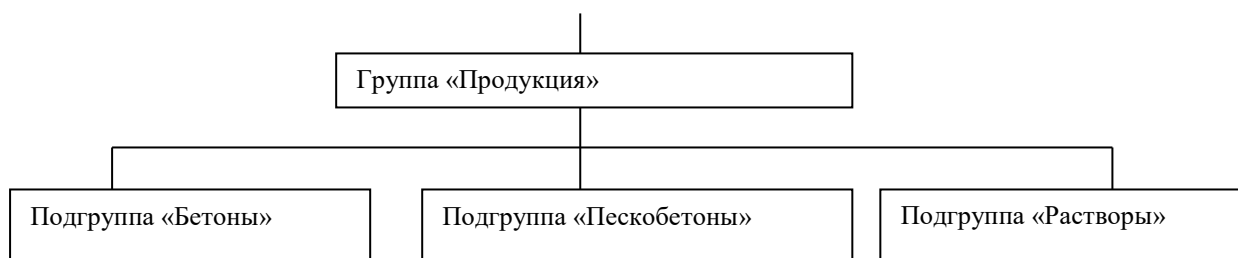 Группа «Продукция»
Подгруппа «Бетоны»
Подгруппа «Пескобетоны»
Подгруппа «Растворы»